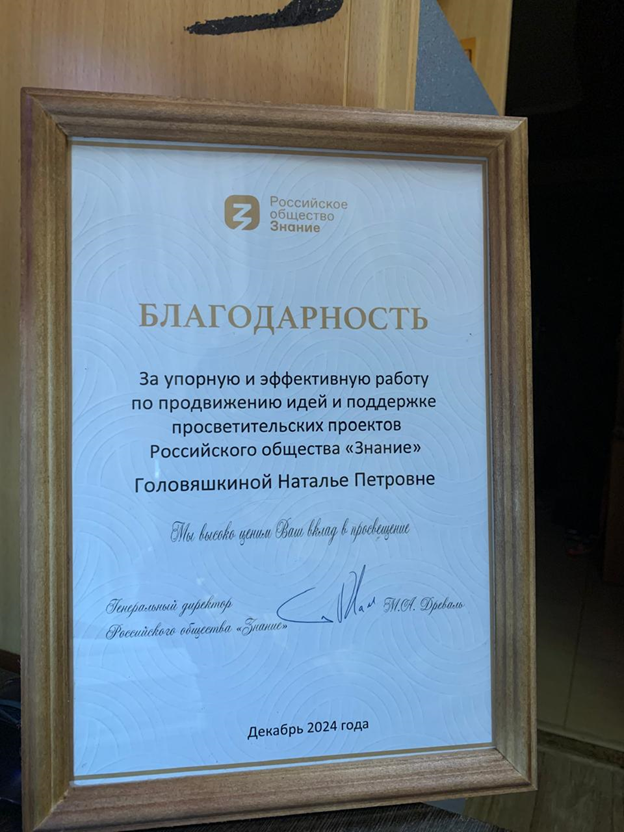 Российское
общество
Знание
БЛАГОДАРНОСТЬ
За упорную и эффективную работу
по продвижению идей и поддержке
просветительских проектов
Российского общества «Знание»
Головяшкиной Наталье Петровне
Мы высоко ценим Ваш вклад в просвещение
Генеральный директор
Российского общества «Знание»
М.А. Древаль
Декабрь 2024 года